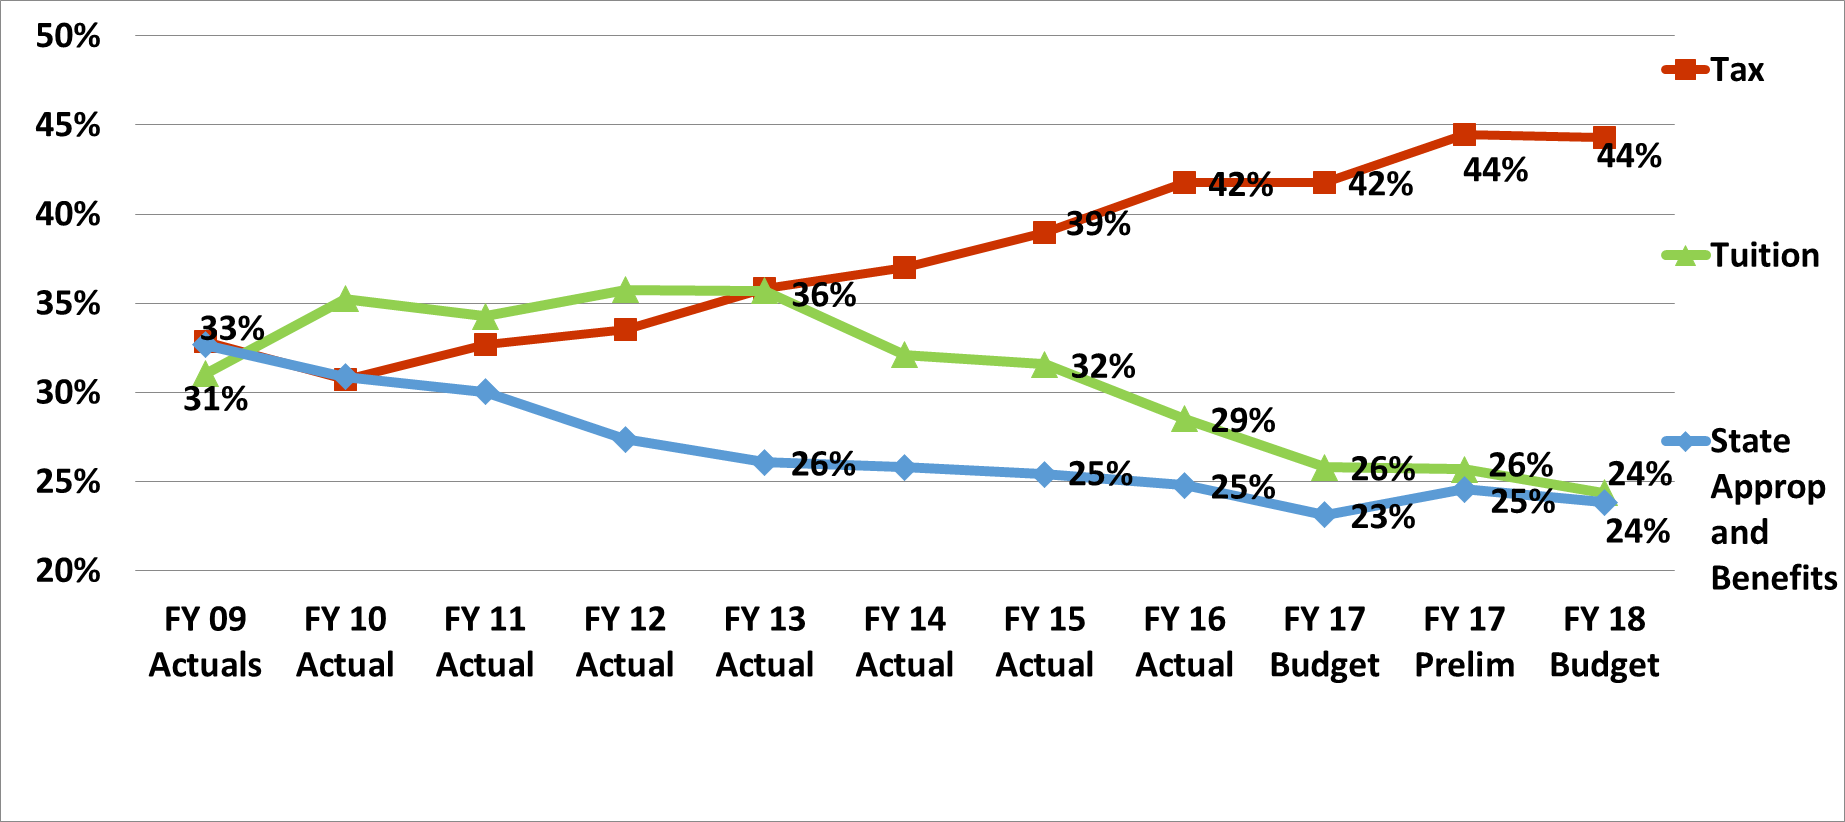 50%
45%
40%
35%
30%
25%
20%
33%
31%
36%
26%
39%
32%
25%
42%
29%
25%
42%
26%
23%
44%
26%
25%
44%
24%
24%
FY 09
Actuals
FY 10
Actual
FY 11
Actual
FY 12
Actual
FY 13
Actual
FY 14
Actual
FY 15
Actual
FY 16
Actual
FY 17
Budget
FY 17
Prelim
FY 18
Budget
Tax
Tuition
State
Approp
and
Benefits